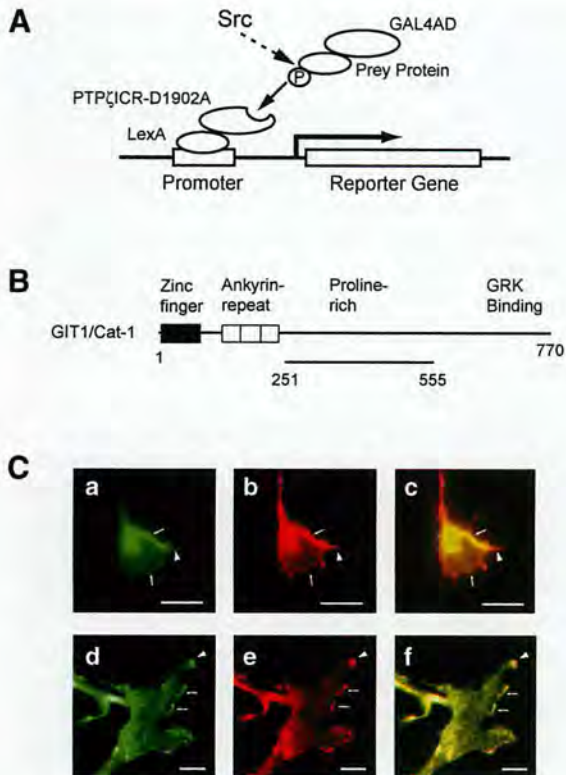 A
Src
GAL4AD
P
Prey Protein
PTPζICR-D1902A
LexA
Promoter
Reporter Gene
B
Zinc
finger
Ankyrin-
repeat
Proline-
rich
GRK
Binding
GIT1/Cat-1
1
770
251
555
C
a
b
c
d
e
f